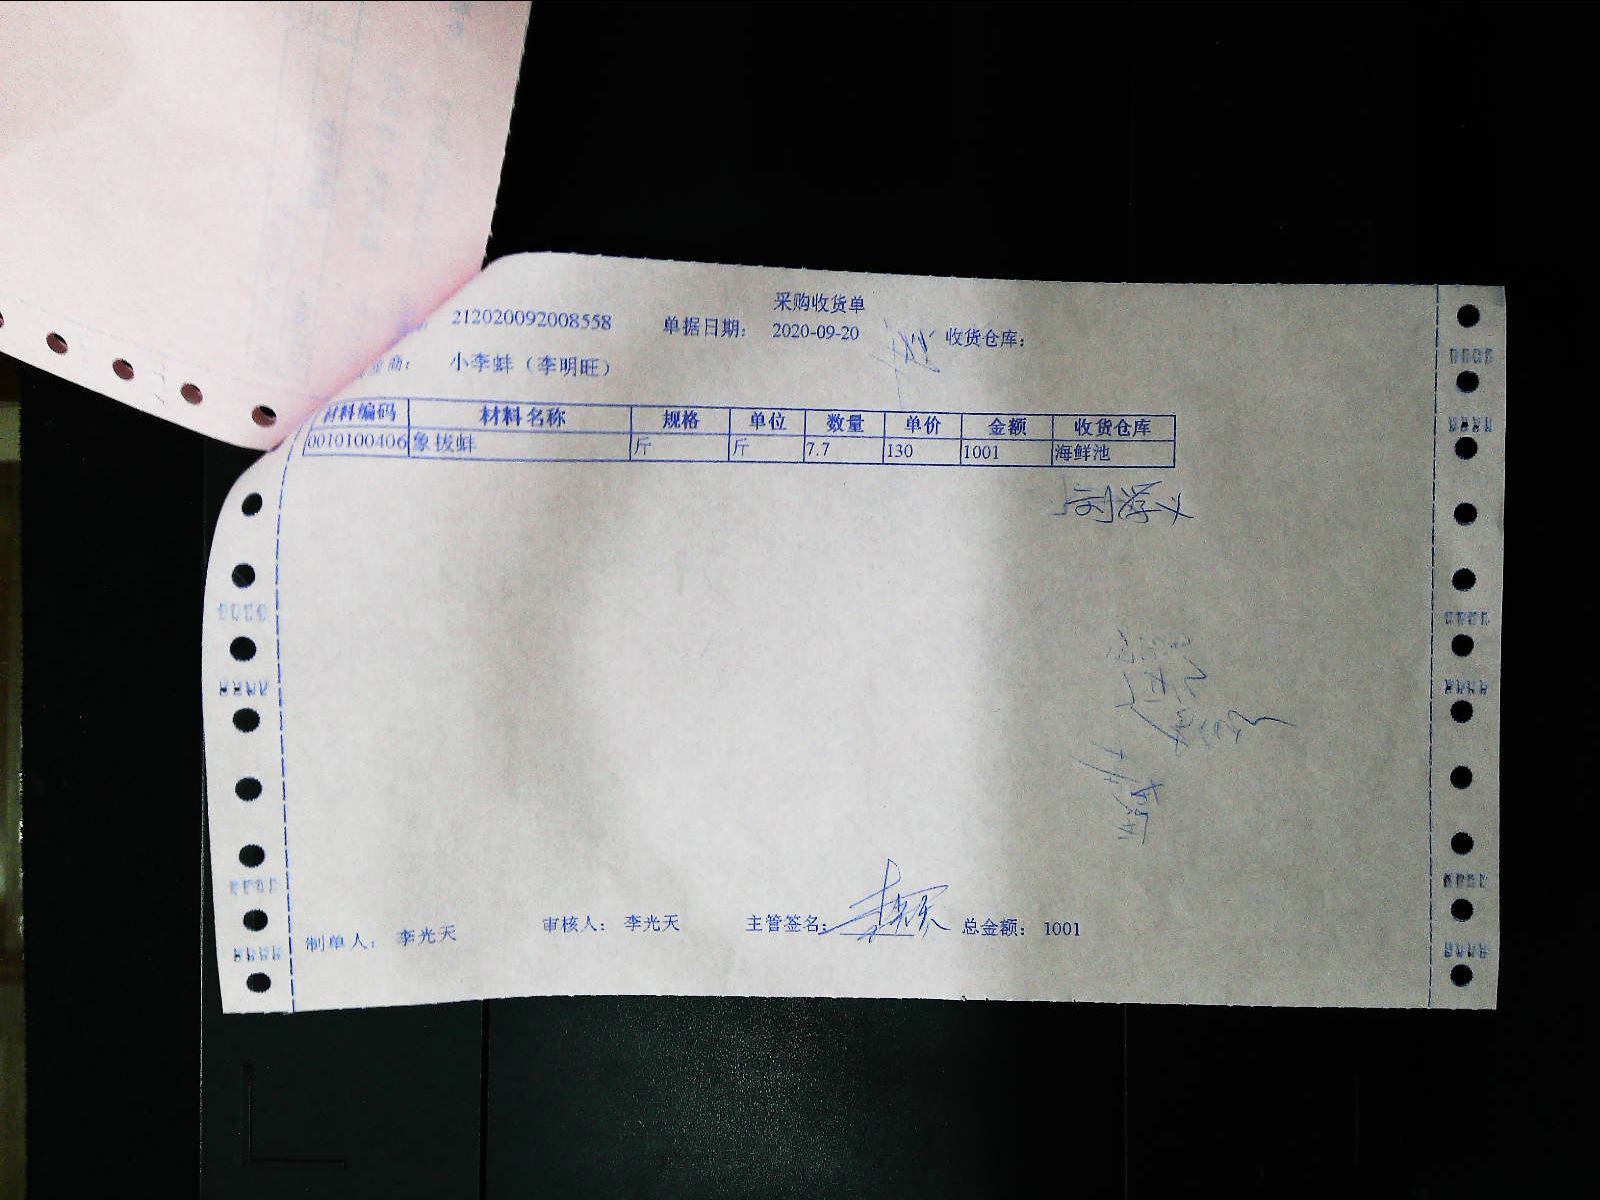 采购收货单
212020092008558 单据日期： 2020-09-20 收货仓库：
商： 小李蚌（李明旺）
材料编码 材料名称 规格 单位 数量 单价 金额 收货仓库
0010100406 象拔蚌 斤 斤 7.7 130 1001 海鲜池
刘学义
制单人： 李光天 审核人： 李光天 主管签名： 总金额： 1001